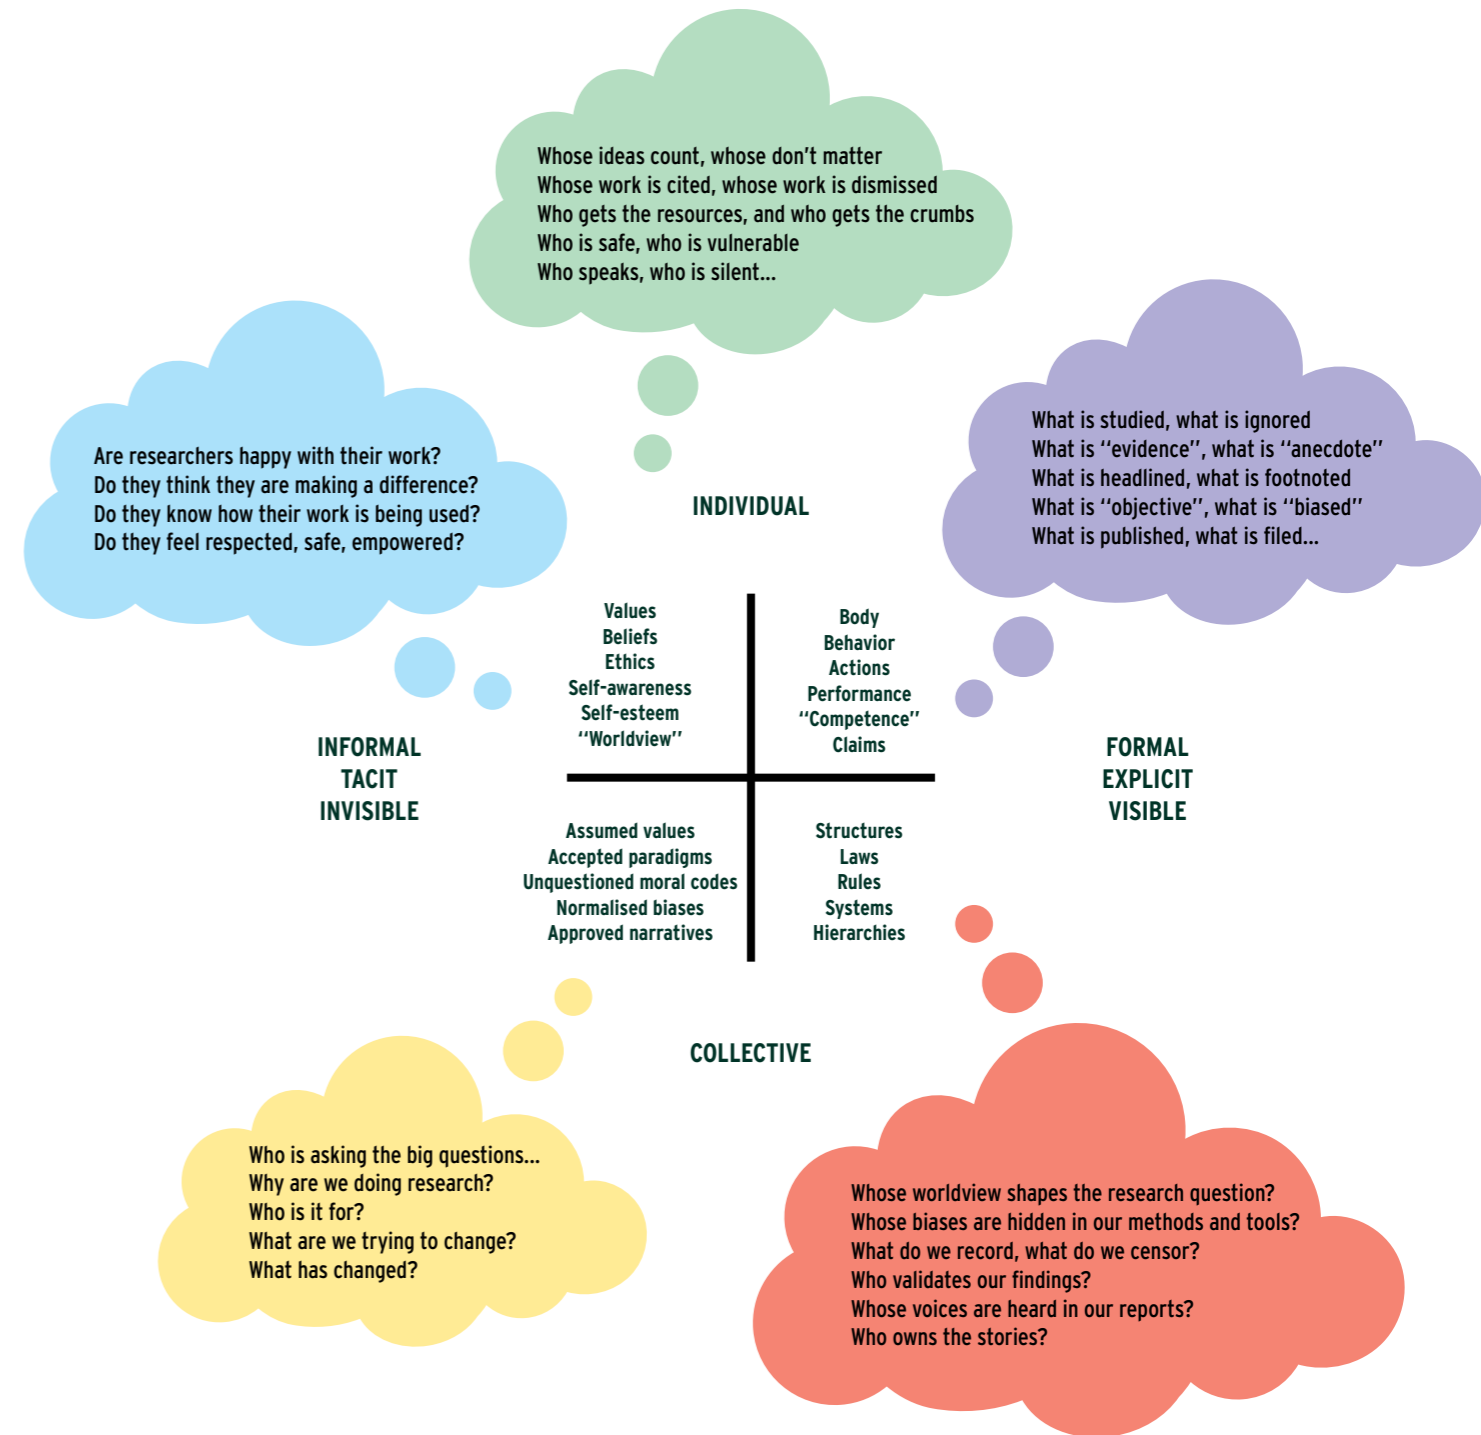 Whose ideas count, whose don’t matter
Whose work is cited, whose work is dismissed
Who gets the resources, and who gets the crumbs
Who is safe, who is vulnerable
Who speaks, who is silent...
Are researchers happy with their work?
Do they think they are making a difference?
Do they know how their work is being used?
Do they feel respected, safe, empowered?
What is studied, what is ignored
What is “evidence”, what is “anecdote”
What is headlined, what is footnoted
What is “objective”, what is “biased”
What is published, what is filed...
INDIVIDUAL
Values
Beliefs
Ethics
Self-awareness
Self-esteem
“Worldview”
Body
Behavior
Actions
Performance
“Competence”
Claims
INFORMAL
TACIT
INVISIBLE
FORMAL
EXPLICIT
VISIBLE
Assumed values
Accepted paradigms
Unquestioned moral codes
Normalised biases
Approved narratives
Structures
Laws
Rules
Systems
Hierarchies
COLLECTIVE
Who is asking the big questions...
Why are we doing research?
Who is it for?
What are we trying to change?
What has changed?
Whose worldview shapes the research question?
Whose biases are hidden in our methods and tools?
What do we record, what do we censor?
Who validates our findings?
Whose voices are heard in our reports?
Who owns the stories?